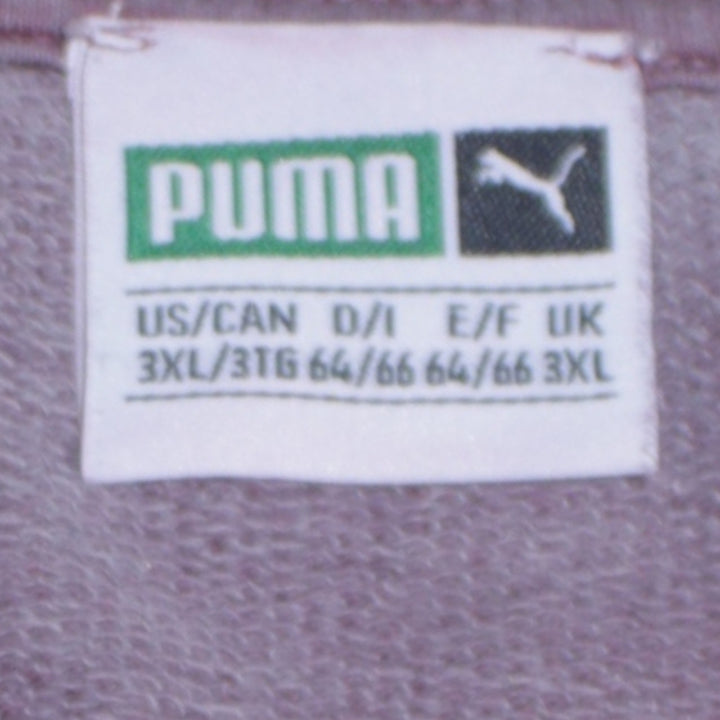 PUMA
US/CAN D/I E/F UK
3XL/3TG 64/66 64/66 3XL